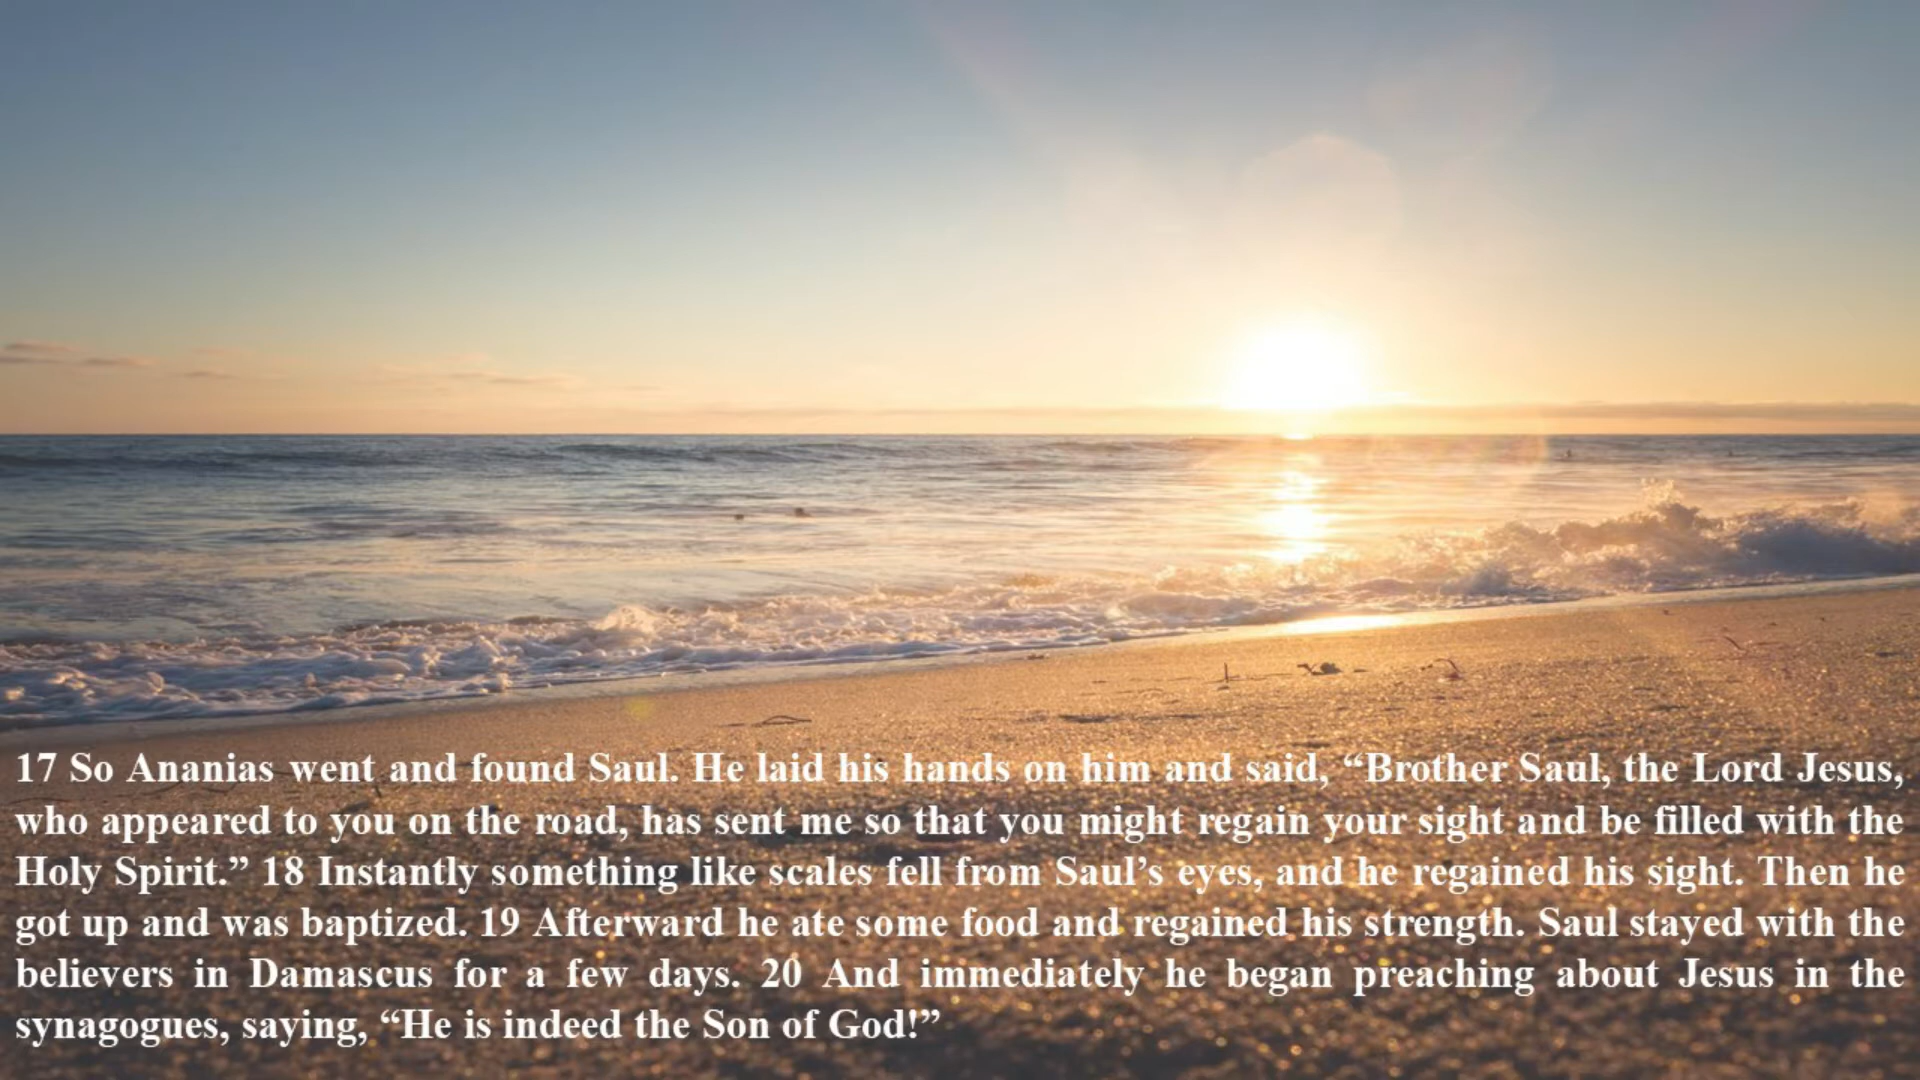 17 So Ananias went and found Saul. He laid his hands on him and said, “Brother Saul, the Lord Jesus,
who appeared to you on the road, has sent me so that you might regain your sight and be filled with the
Holy Spirit.” 18 Instantly something like scales fell from Saul’s eyes, and he regained his sight. Then he
got up and was baptized. 19 Afterward he ate some food and regained his strength. Saul stayed with the
believers in Damascus for a few days. 20 And immediately he began preaching about Jesus in the
synagogues, saying, “He is indeed the Son of God!”